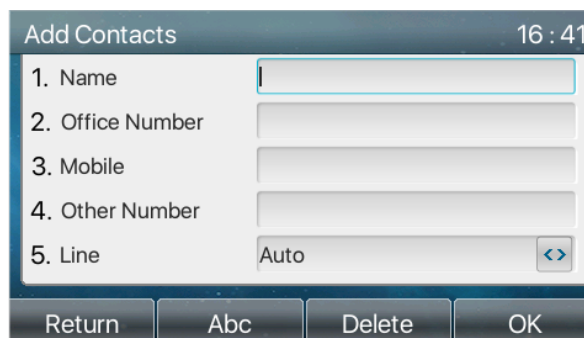 Add Contacts 16 : 41
1. Name
2. Office Number
3. Mobile
4. Other Number
5. Line Auto <>
Return Abc Delete OK